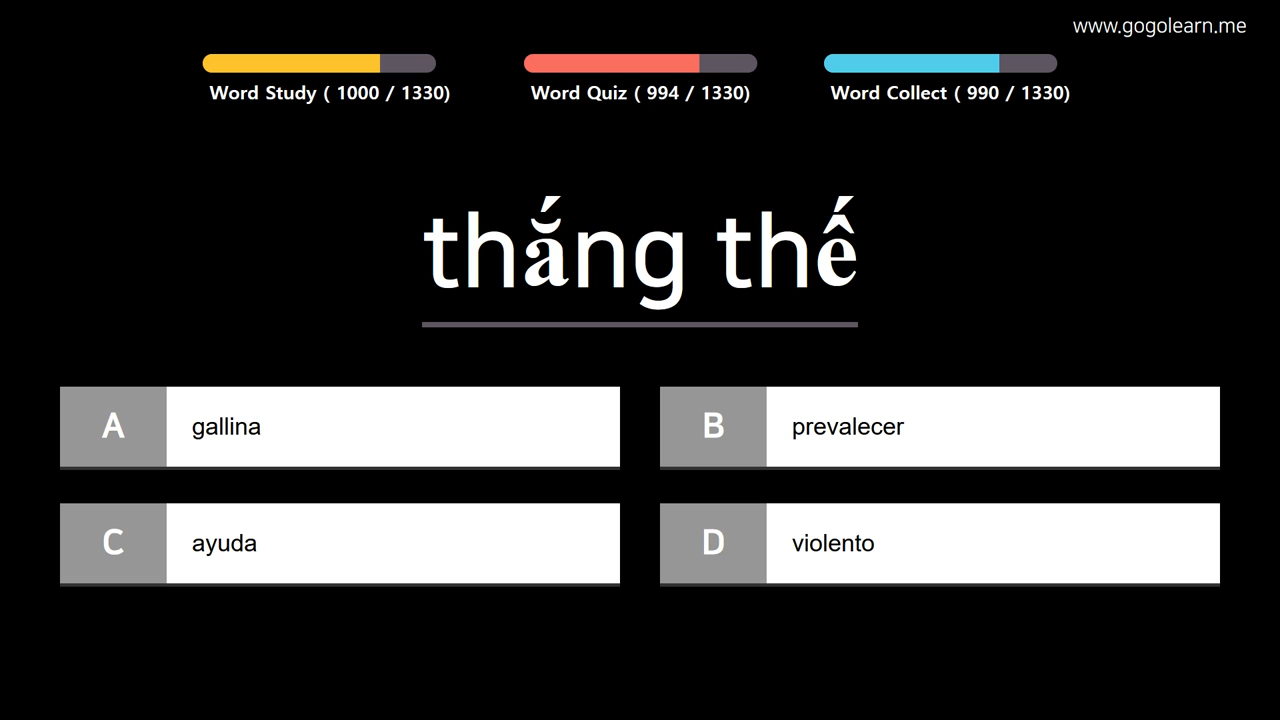 www.gogolearn.me
Word Study ( 1000 / 1330)
Word Quiz ( 994 / 1330)
Word Collect ( 990 / 1330)
thắng thế
A gallina
B prevalecer
C ayuda
D violento